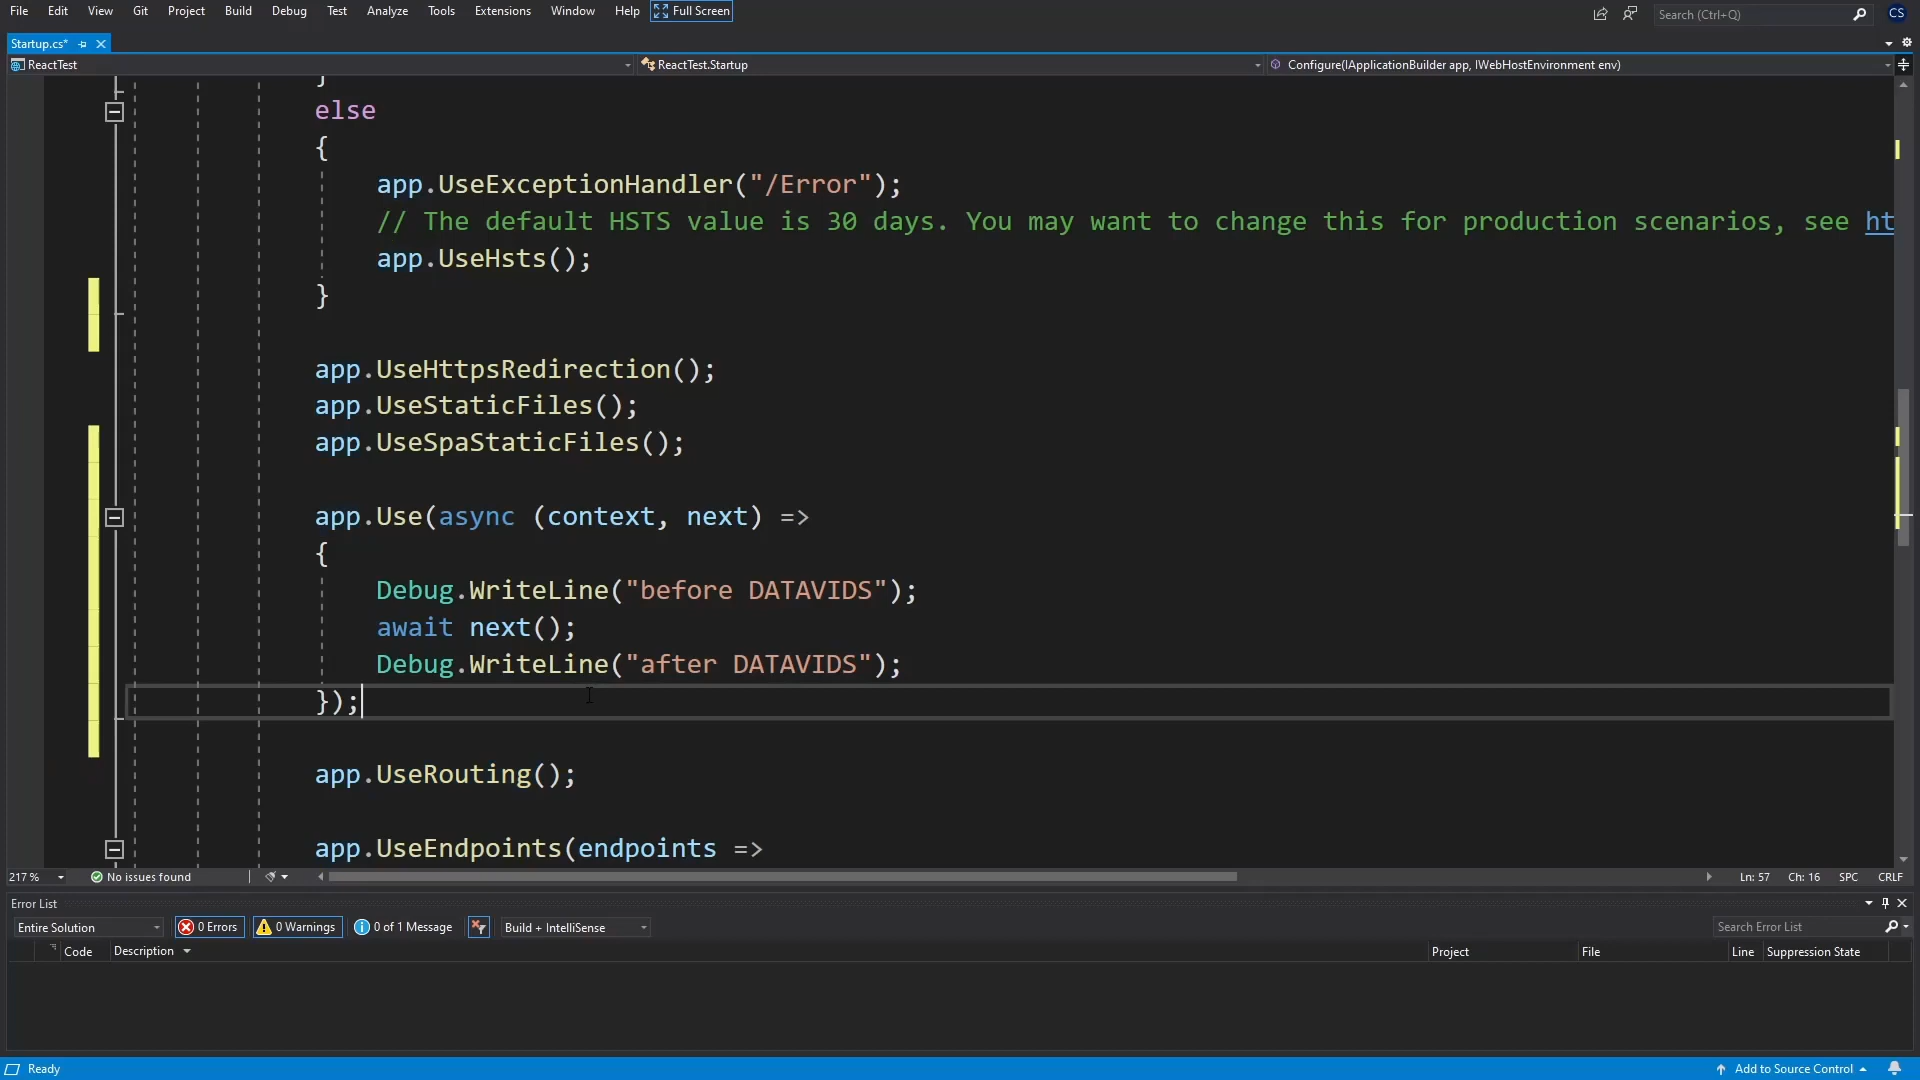 File Edit View Git Project Build Debug Test Analyze Tools Extensions Window Help Full Screen Search (Ctrl+Q) CS
Startup.cs*
ReactTest ReactTest.Startup Configure(IApplicationBuilder app, IWebHostEnvironment env)
}
else
{
app.UseExceptionHandler("/Error");
// The default HSTS value is 30 days. You may want to change this for production scenarios, see ht
app.UseHsts();
}
app.UseHttpsRedirection();
app.UseStaticFiles();
app.UseSpaStaticFiles();
app.Use(async (context, next) =>
{
Debug.WriteLine("before DATAVIDS");
await next();
Debug.WriteLine("after DATAVIDS");
});
app.UseRouting();
app.UseEndpoints(endpoints =>
217 % No issues found Ln: 57 Ch: 16 SPC CRLF
Error List
Entire Solution 0 Errors 0 Warnings 0 of 1 Message Build + IntelliSense Search Error List
Code Description Project File Line Suppression State
Ready Add to Source Control